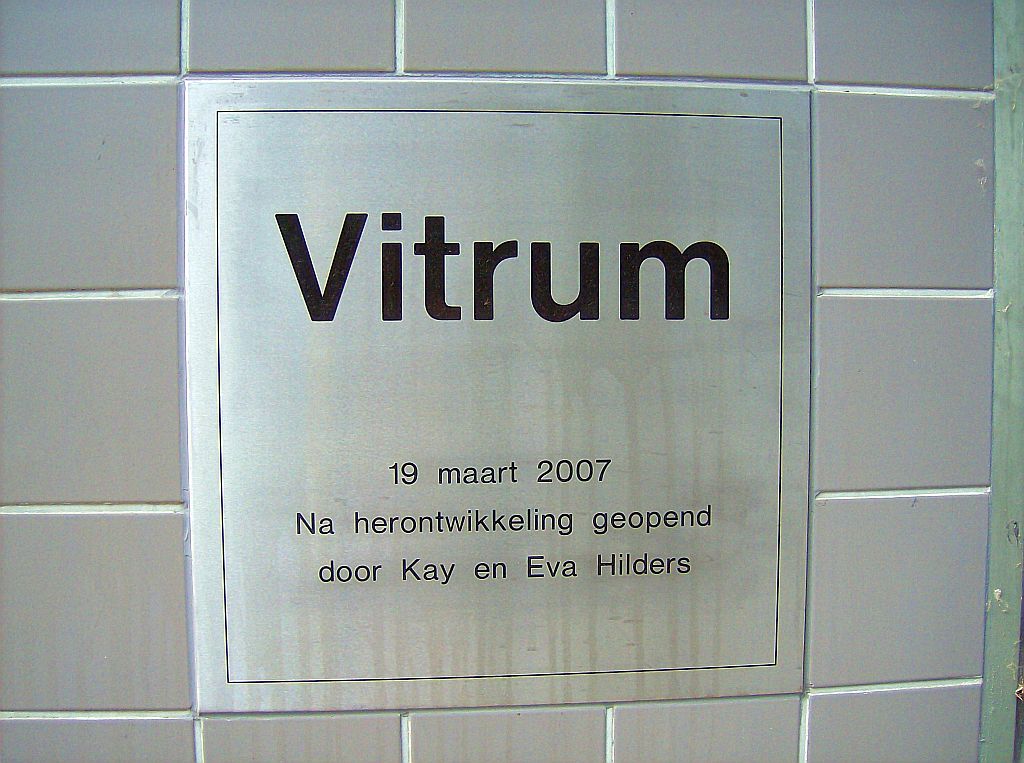 Vitrum
19 maart 2007
Na herontwikkeling geopend
door Kay en Eva Hilders